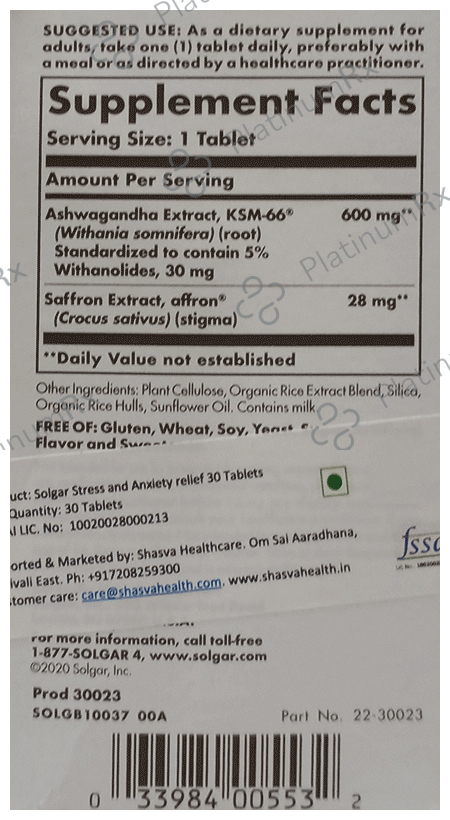 SUGGESTED USE: As a dietary supplement for
adults, take one (1) tablet daily, preferably with
a meal or as directed by a healthcare practitioner.
Supplement Facts
Serving Size: 1 Tablet
Amount Per Serving
Ashwagandha Extract, KSM-66® 600 mg**
(Withania somnifera) (root)
Standardized to contain 5%
Withanolides, 30 mg
Saffron Extract, affron® 28 mg**
(Crocus sativus) (stigma)
**Daily Value not established
Other Ingredients: Plant Cellulose, Organic Rice Extract Blend, Silica,
Organic Rice Hulls, Sunflower Oil. Contains milk
FREE OF: Gluten, Wheat, Soy,
Flavor and
uct: Solgar Stress and Anxiety relief 30 Tablets
Quantity: 30 Tablets
LIC. No: 10020028000213
orted & Marketed by: Shasva Healthcare. Om Sai Aaradhana,
ivali East. Ph: +917208259300
tomer care: care@shasvahealth.com, www.shasvahealth.in
fssa
For more information, call toll-free
1-877-SOLGAR 4, www.solgar.com
©2020 Solgar, Inc.
Prod 30023
SOLGB10037 00A Part No. 22-30023
0 33984 00553 2
PlatinumRx